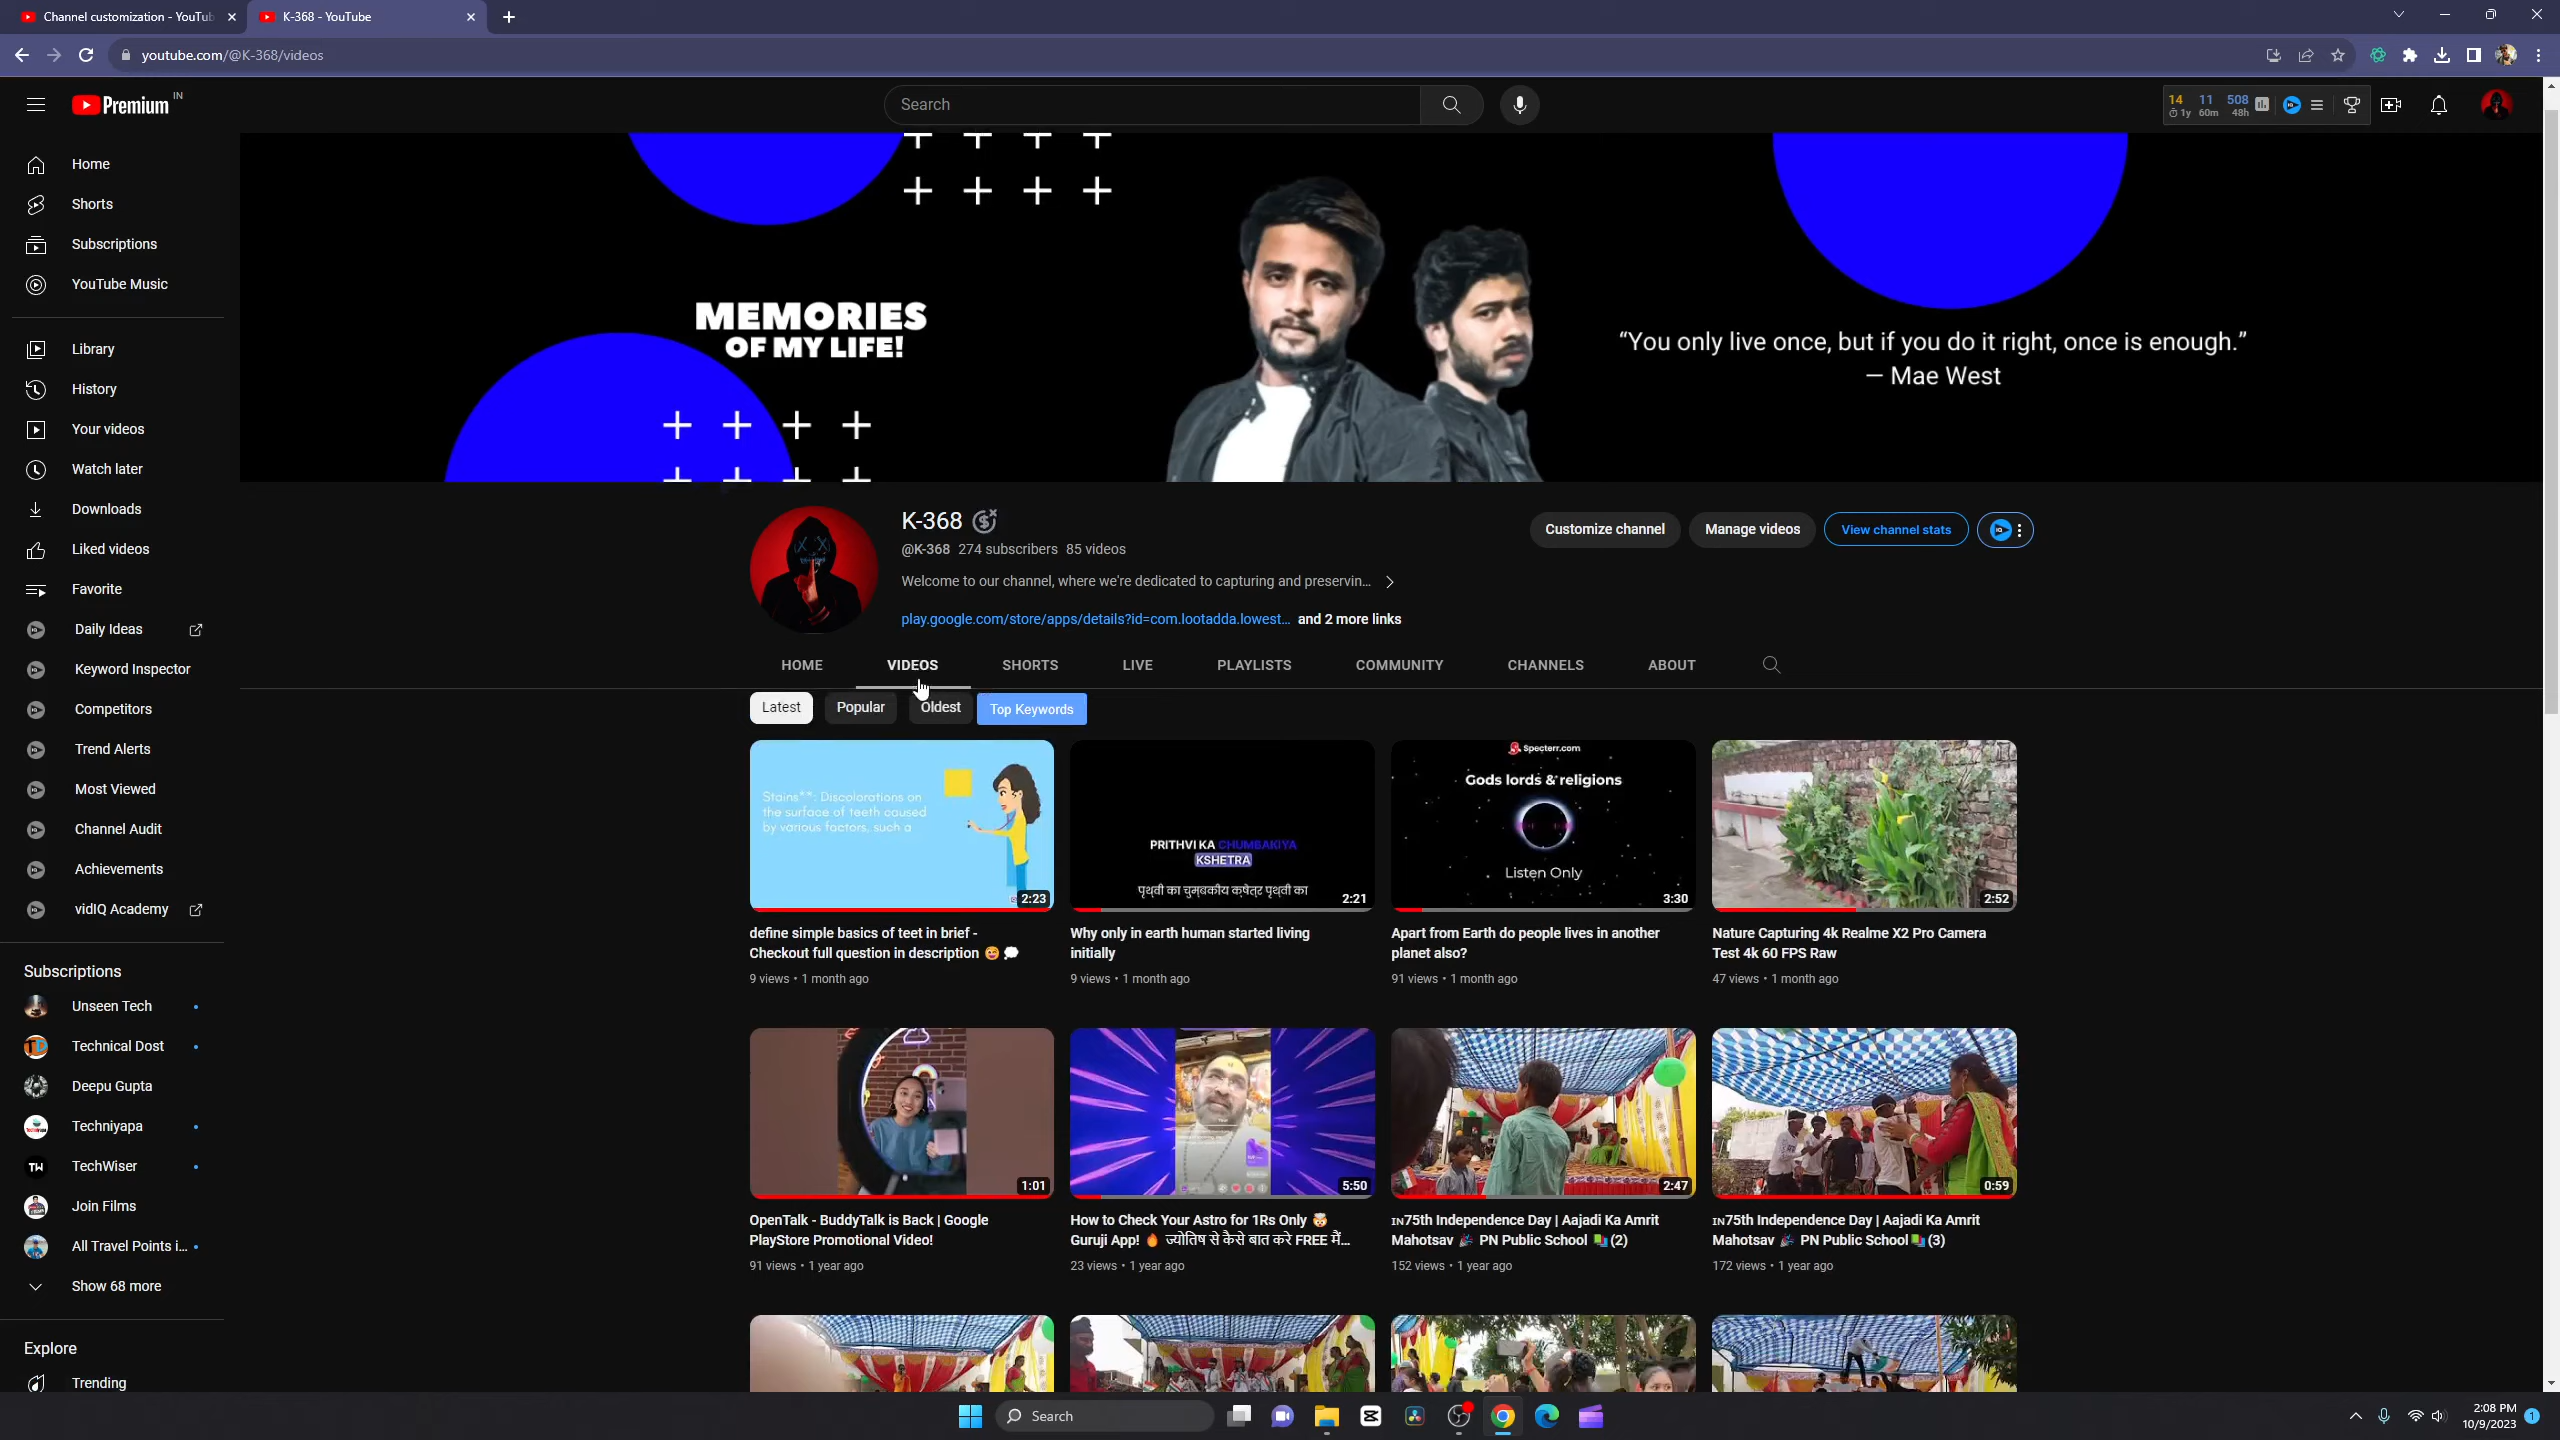 Channel customization - YouTub
K-368 - YouTube
youtube.com/@K-368/videos
Premium IN
Search
14 11 508
1y 60m 48h
Home
Shorts
Subscriptions
YouTube Music
Library
History
Your videos
Watch later
Downloads
Liked videos
Favorite
Daily Ideas
Keyword Inspector
Competitors
Trend Alerts
Most Viewed
Channel Audit
Achievements
vidIQ Academy
Subscriptions
Unseen Tech
Technical Dost
Deepu Gupta
Techniyapa
TechWiser
Join Films
All Travel Points i...
Show 68 more
Explore
Trending
MEMORIES
OF MY LIFE!
“You only live once, but if you do it right, once is enough.”
— Mae West
K-368
@K-368 274 subscribers 85 videos
Welcome to our channel, where we're dedicated to capturing and preservin...
play.google.com/store/apps/details?id=com.lootadda.lowest... and 2 more links
Customize channel
Manage videos
View channel stats
HOME VIDEOS SHORTS LIVE PLAYLISTS COMMUNITY CHANNELS ABOUT
Latest Popular Oldest Top Keywords
Stains**: Discolorations on
the surface of teeth caused
by various factors, such a
2:23
PRITHVI KA CHUMBAKIYA
KSHETRA
पृथ्वी का चुम्बकीय क्षेत्र पृथ्वी का
2:21
Specterr.com
Gods lords & religions
Listen Only
3:30
2:52
define simple basics of teet in brief -
Checkout full question in description 😊 💭
9 views • 1 month ago
Why only in earth human started living
initially
9 views • 1 month ago
Apart from Earth do people lives in another
planet also?
91 views • 1 month ago
Nature Capturing 4k Realme X2 Pro Camera
Test 4k 60 FPS Raw
47 views • 1 month ago
1:01
5:50
2:47
0:59
OpenTalk - BuddyTalk is Back | Google
PlayStore Promotional Video!
91 views • 1 year ago
How to Check Your Astro for 1Rs Only 🤯
Guruji App! 🔥 ज्योतिष से कैसे बात करे FREE मैं...
23 views • 1 year ago
🇮🇳75th Independence Day | Aajadi Ka Amrit
Mahotsav 🎉 PN Public School 📚(2)
152 views • 1 year ago
🇮🇳75th Independence Day | Aajadi Ka Amrit
Mahotsav 🎉 PN Public School📚(3)
172 views • 1 year ago
Search
2:08 PM
10/9/2023
1